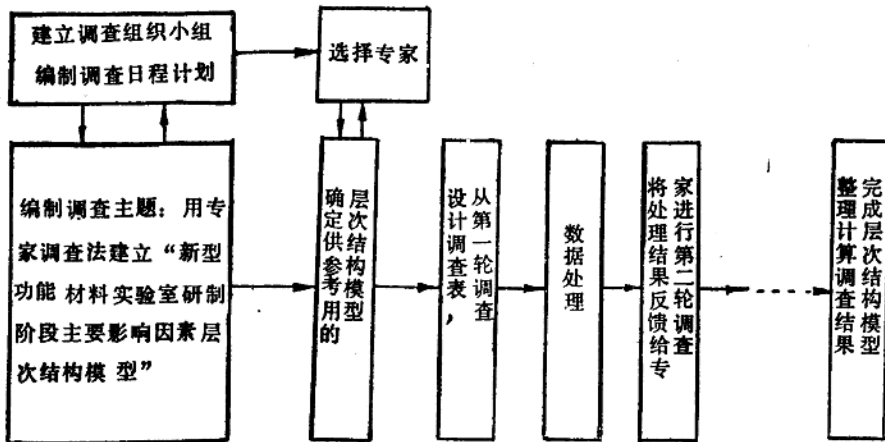 建立调查组织小组
编制调查日程计划
选择专家
编制调查主题：用专
家调查法建立“新型
功能材料实验室研制
阶段主要影响因素层
次结构模型”
确定供参考用的
层次结构模型
设计调查表，
从第一轮调查
数据处理
将处理结果反馈给专
家进行第二轮调查
整理计算调查结果
完成层次结构模型